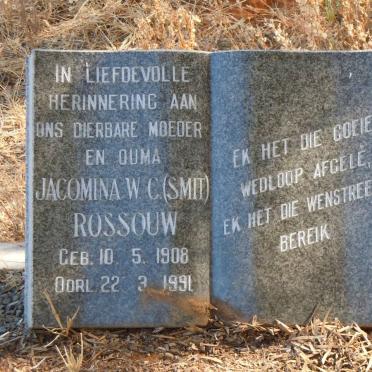 IN LIEFDEVOLLE
HERINNERING AAN
ONS DIERBARE MOEDER
EN OUMA
JACOMINA W.C. (SMIT)
ROSSOUW
GEB. 10. 5. 1908
OORL. 22 3. 1991
EK HET DIE GOEIE
WEDLOOP AFGELÊ,
EK HET DIE WENSTREE
BEREIK